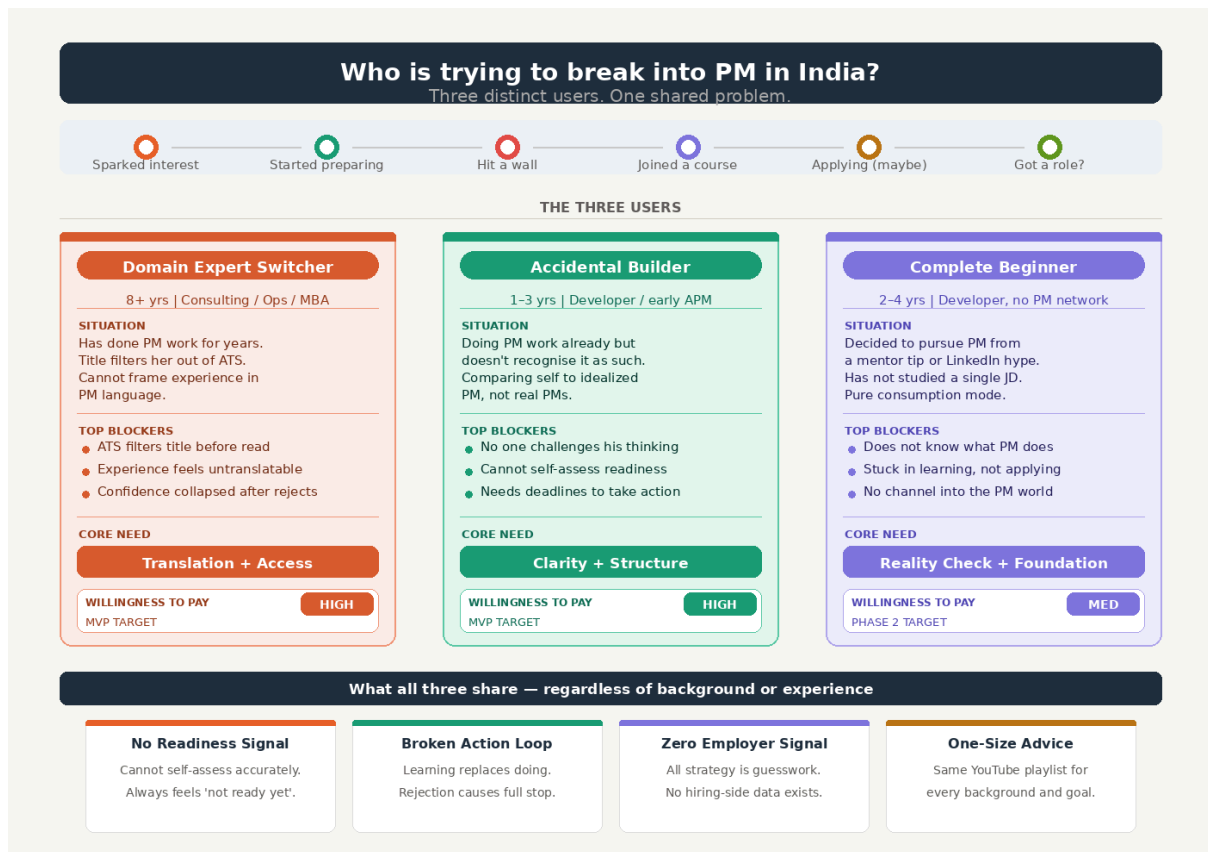 Who is trying to break into PM in India?
Three distinct users. One shared problem.
Sparked interest
Started preparing
Hit a wall
Joined a course
Applying (maybe)
Got a role?
THE THREE USERS
Domain Expert Switcher
8+ yrs | Consulting / Ops / MBA
SITUATION
Has done PM work for years.
Title filters her out of ATS.
Cannot frame experience in
PM language.
TOP BLOCKERS
ATS filters title before read
Experience feels untranslatable
Confidence collapsed after rejects
CORE NEED
Translation + Access
WILLINGNESS TO PAY
HIGH
MVP TARGET
Accidental Builder
1–3 yrs | Developer / early APM
SITUATION
Doing PM work already but
doesn't recognise it as such.
Comparing self to idealized
PM, not real PMs.
TOP BLOCKERS
No one challenges his thinking
Cannot self-assess readiness
Needs deadlines to take action
CORE NEED
Clarity + Structure
WILLINGNESS TO PAY
HIGH
MVP TARGET
Complete Beginner
2–4 yrs | Developer, no PM network
SITUATION
Decided to pursue PM from
a mentor tip or LinkedIn hype.
Has not studied a single JD.
Pure consumption mode.
TOP BLOCKERS
Does not know what PM does
Stuck in learning, not applying
No channel into the PM world
CORE NEED
Reality Check + Foundation
WILLINGNESS TO PAY
MED
PHASE 2 TARGET
What all three share — regardless of background or experience
No Readiness Signal
Cannot self-assess accurately.
Always feels 'not ready yet'.
Broken Action Loop
Learning replaces doing.
Rejection causes full stop.
Zero Employer Signal
All strategy is guesswork.
No hiring-side data exists.
One-Size Advice
Same YouTube playlist for
every background and goal.